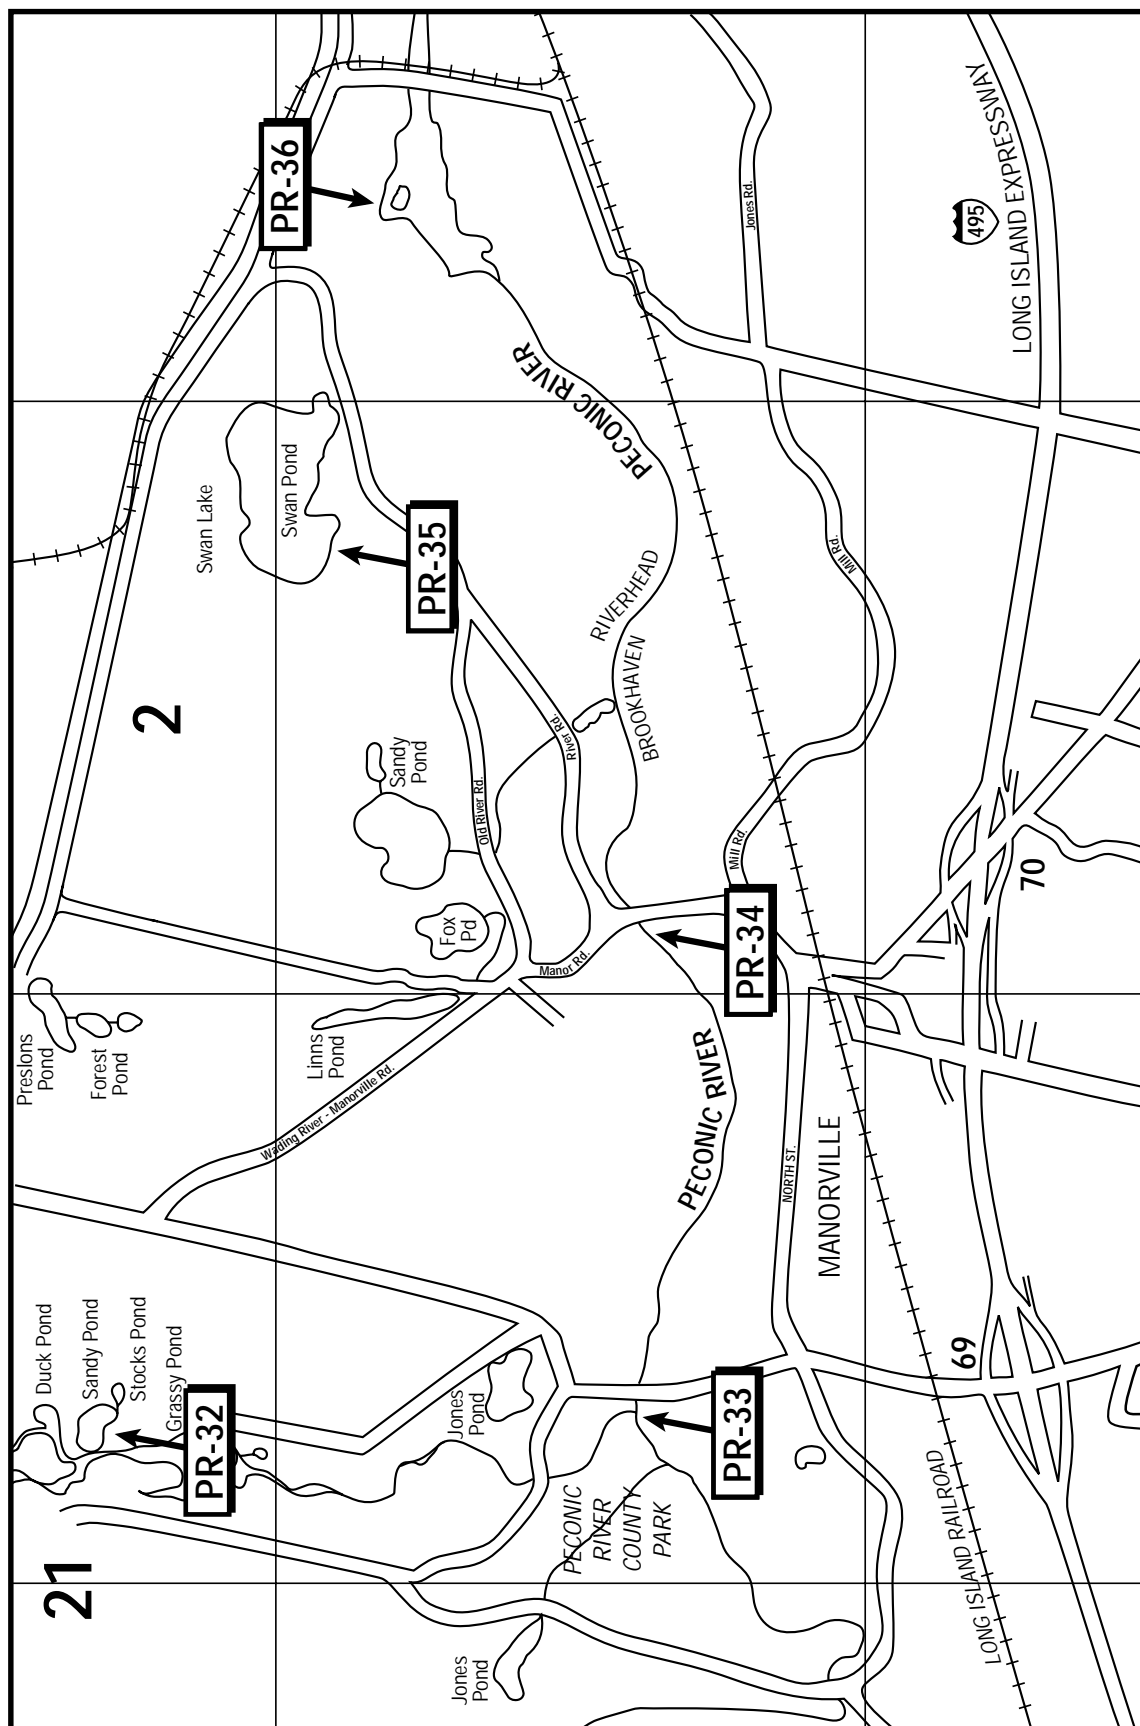 Duck Pond
Sandy Pond
Stocks Pond
Grassy Pond
PR-32
21
Jones
Pond
Jones
Pond
PECONIC
RIVER
COUNTY
PARK
PR-33
69
LONG ISLAND RAILROAD
Preslons
Pond
Forest
Pond
Linns
Pond
Wading River - Manorville Rd.
PECONIC RIVER
NORTH ST.
MANORVILLE
2
Fox
Pd
Sandy
Pond
Old River Rd.
River Rd.
Manor Rd.
PR-34
Mill Rd.
70
BROOKHAVEN
RIVERHEAD
Swan Lake
Swan Pond
PR-35
Mill Rd.
PECONIC RIVER
PR-36
Jones Rd.
495
LONG ISLAND EXPRESSWAY